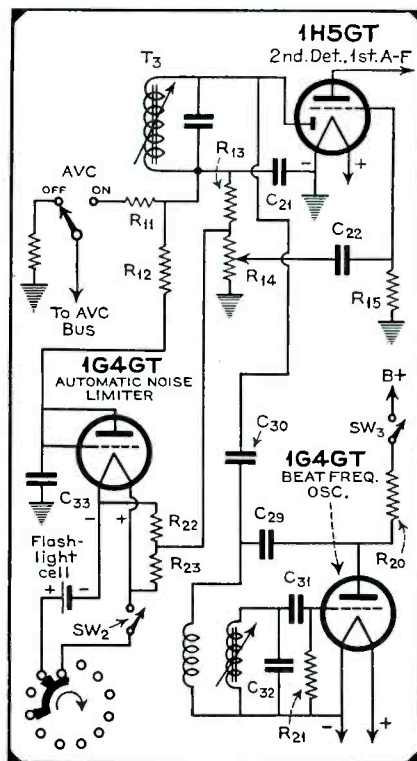 1H5GT
2nd. Det., 1st. A-F
T3
R13
AVC
OFF
ON
R11
C21
C22
R12
R14
R15
To AVC
Bus
1G4GT
AUTOMATIC NOISE
LIMITER
B+
SW3
C30
1G4GT
BEAT FREQ.
OSC.
C33
C29
R22
R20
Flash-
light
cell
R23
C31
SW2
C32
R21
- +
- +
+ -
- +